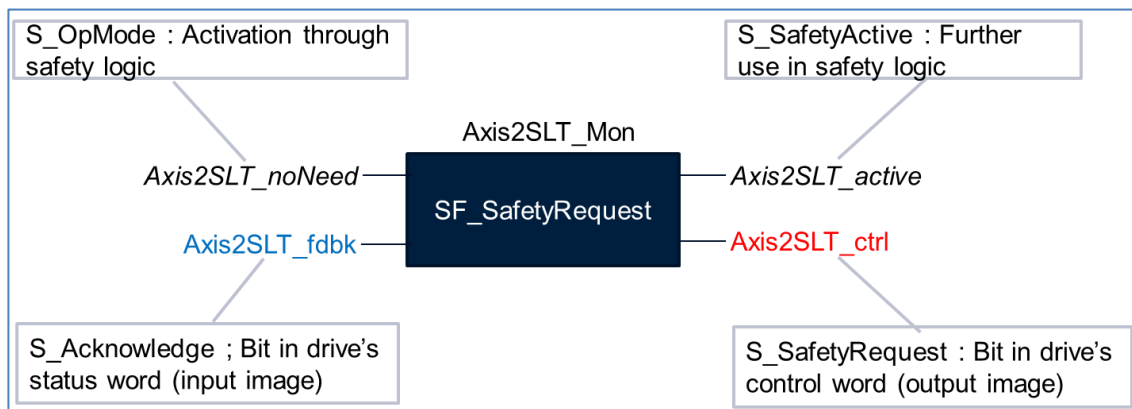 S_OpMode : Activation through
safety logic
S_SafetyActive : Further
use in safety logic
Axis2SLT_Mon
Axis2SLT_noNeed
SF_SafetyRequest
Axis2SLT_active
Axis2SLT_fdbk
Axis2SLT_ctrl
S_Acknowledge ; Bit in drive's
status word (input image)
S_SafetyRequest : Bit in drive's
control word (output image)